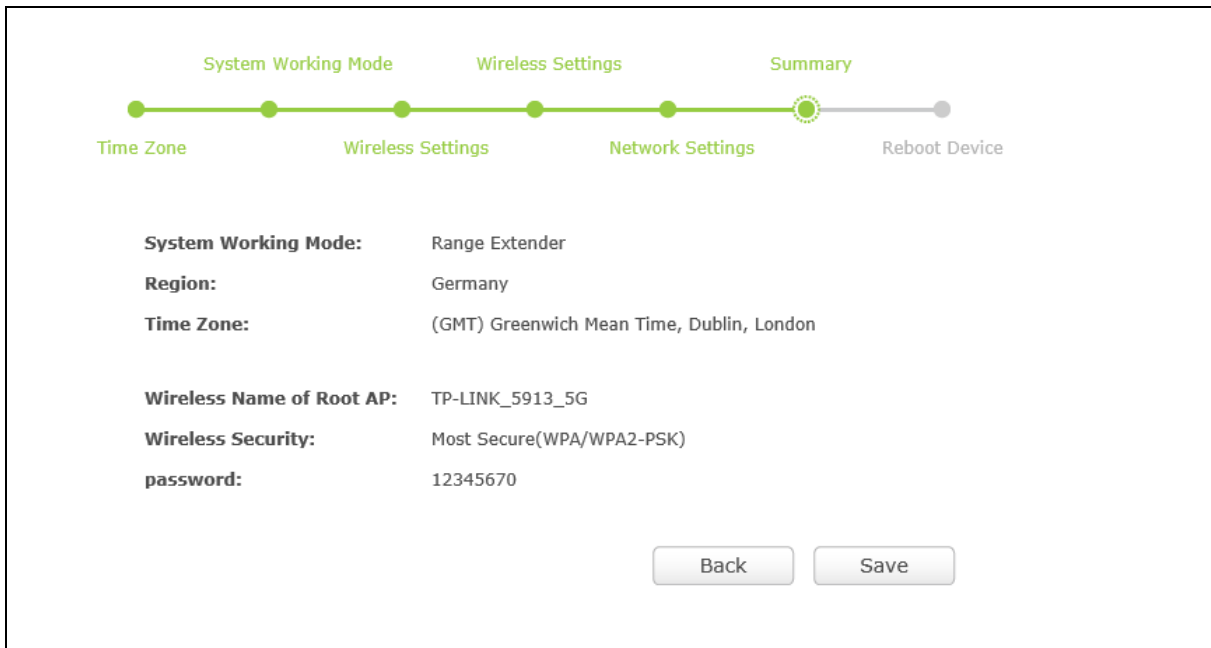 System Working Mode Wireless Settings Summary
Time Zone Wireless Settings Network Settings Reboot Device
System Working Mode: Range Extender
Region: Germany
Time Zone: (GMT) Greenwich Mean Time, Dublin, London
Wireless Name of Root AP: TP-LINK_5913_5G
Wireless Security: Most Secure(WPA/WPA2-PSK)
password: 12345670
Back Save